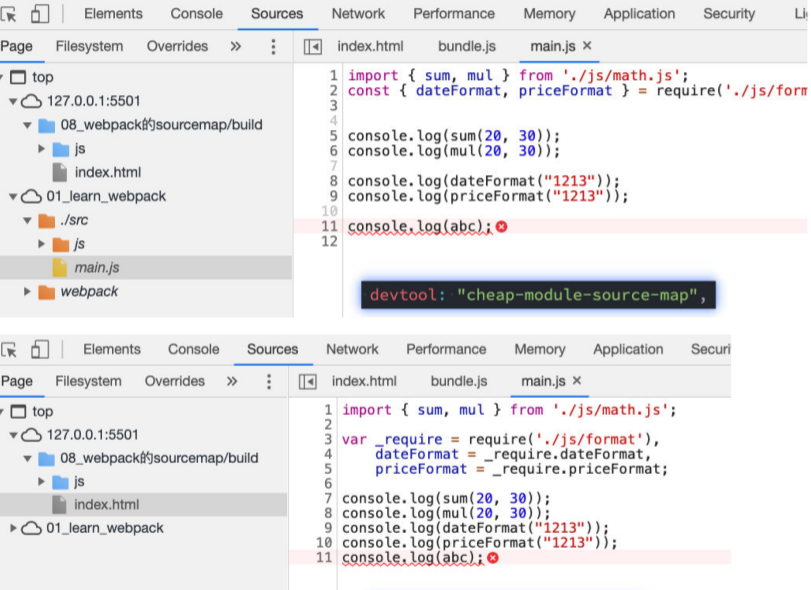 Elements Console Sources Network Performance Memory Application Security
Page Filesystem Overrides » index.html bundle.js main.js ×
top
127.0.0.1:5501
08_webpack的sourcemap/build
js
index.html
01_learn_webpack
./src
js
main.js
webpack
1 import { sum, mul } from './js/math.js';
2 const { dateFormat, priceFormat } = require('./js/form
3
4
5 console.log(sum(20, 30));
6 console.log(mul(20, 30));
7
8 console.log(dateFormat("1213"));
9 console.log(priceFormat("1213"));
10
11 console.log(abc);
12
devtool: "cheap-module-source-map",
Elements Console Sources Network Performance Memory Application Securi
Page Filesystem Overrides » index.html bundle.js main.js ×
top
127.0.0.1:5501
08_webpack的sourcemap/build
js
index.html
01_learn_webpack
1 import { sum, mul } from './js/math.js';
2
3 var _require = require('./js/format'),
4 dateFormat = _require.dateFormat,
5 priceFormat = _require.priceFormat;
6
7 console.log(sum(20, 30));
8 console.log(mul(20, 30));
9 console.log(dateFormat("1213"));
10 console.log(priceFormat("1213"));
11 console.log(abc);